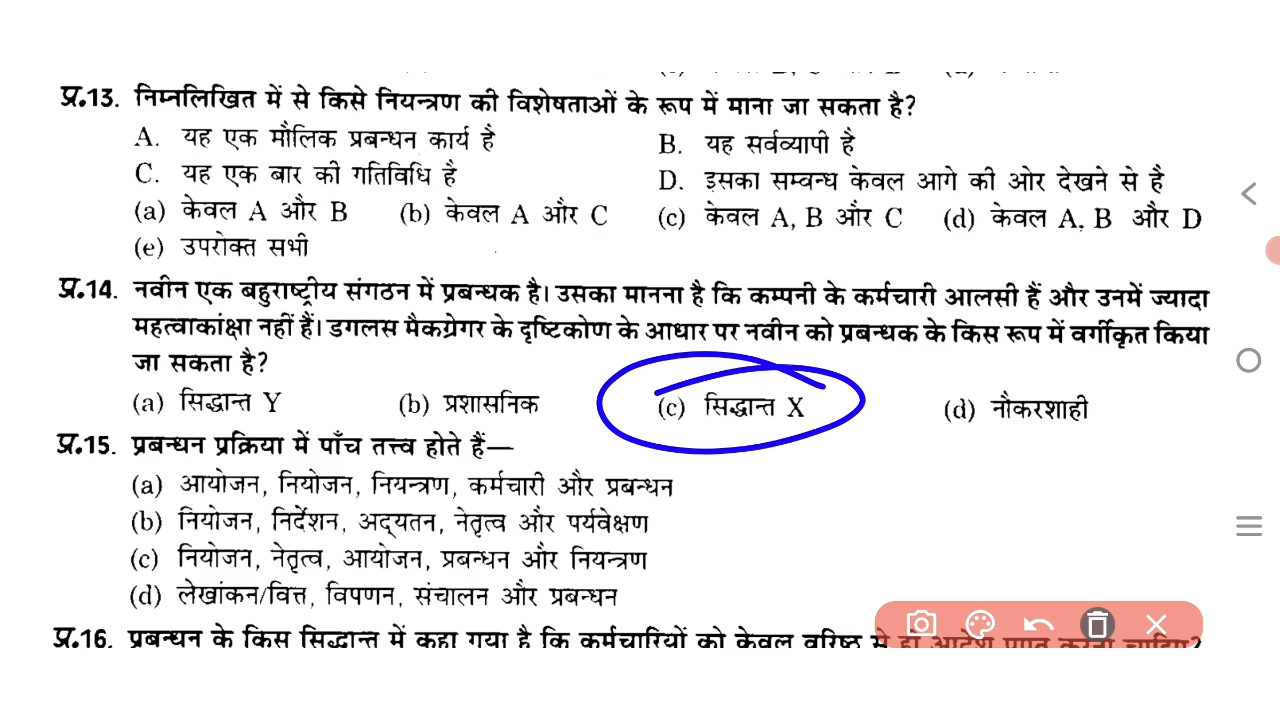 प्र.13. निम्नलिखित में से किसे नियन्त्रण की विशेषताओं के रूप में माना जा सकता है?
A. यह एक मौलिक प्रबन्धन कार्य है B. यह सर्वव्यापी है
C. यह एक बार की गतिविधि है D. इसका सम्बन्ध केवल आगे की ओर देखने से है
(a) केवल A और B (b) केवल A और C (c) केवल A, B और C (d) केवल A, B और D
(e) उपरोक्त सभी
प्र.14. नवीन एक बहुराष्ट्रीय संगठन में प्रबन्धक है। उसका मानना है कि कम्पनी के कर्मचारी आलसी हैं और उनमें ज्यादा
महत्वाकांक्षा नहीं हैं। डगलस मैकग्रेगर के दृष्टिकोण के आधार पर नवीन को प्रबन्धक के किस रूप में वर्गीकृत किया
जा सकता है?
(a) सिद्धान्त Y (b) प्रशासनिक (c) सिद्धान्त X (d) नौकरशाही
प्र.15. प्रबन्धन प्रक्रिया में पाँच तत्त्व होते हैं—
(a) आयोजन, नियोजन, नियन्त्रण, कर्मचारी और प्रबन्धन
(b) नियोजन, निर्देशन, अद्यतन, नेतृत्व और पर्यवेक्षण
(c) नियोजन, नेतृत्व, आयोजन, प्रबन्धन और नियन्त्रण
(d) लेखांकन/वित्त, विपणन, संचालन और प्रबन्धन
प्र.16. प्रबन्धन के किस सिद्धान्त में कहा गया है कि कर्मचारियों को केवल वरिष्ठ से